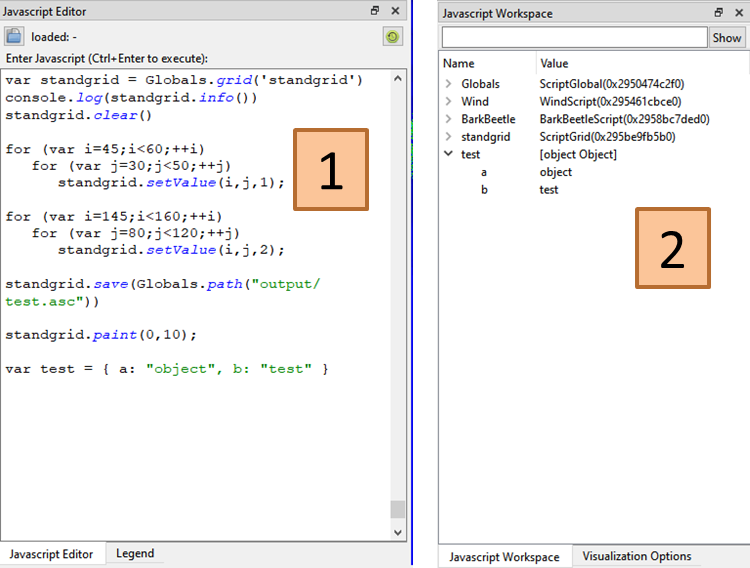 Javascript Editor
loaded: -
Enter Javascript (Ctrl+Enter to execute):
var standgrid = Globals.grid('standgrid')
console.log(standgrid.info())
standgrid.clear()
for (var i=45;i<60;++i)
for (var j=30;j<50;++j)
standgrid.setValue(i,j,1);
for (var i=145;i<160;++i)
for (var j=80;j<120;++j)
standgrid.setValue(i,j,2);
standgrid.save(Globals.path("output/
test.asc"))
standgrid.paint(0,10);
var test = { a: "object", b: "test" }
1
Javascript Editor Legend
Javascript Workspace
Show
Name Value
Globals ScriptGlobal(0x2950474c2f0)
Wind WindScript(0x295461cbce0)
BarkBeetle BarkBeetleScript(0x2958bc7ded0)
standgrid ScriptGrid(0x295be9fb5b0)
test [object Object]
a object
b test
2
Javascript Workspace Visualization Options